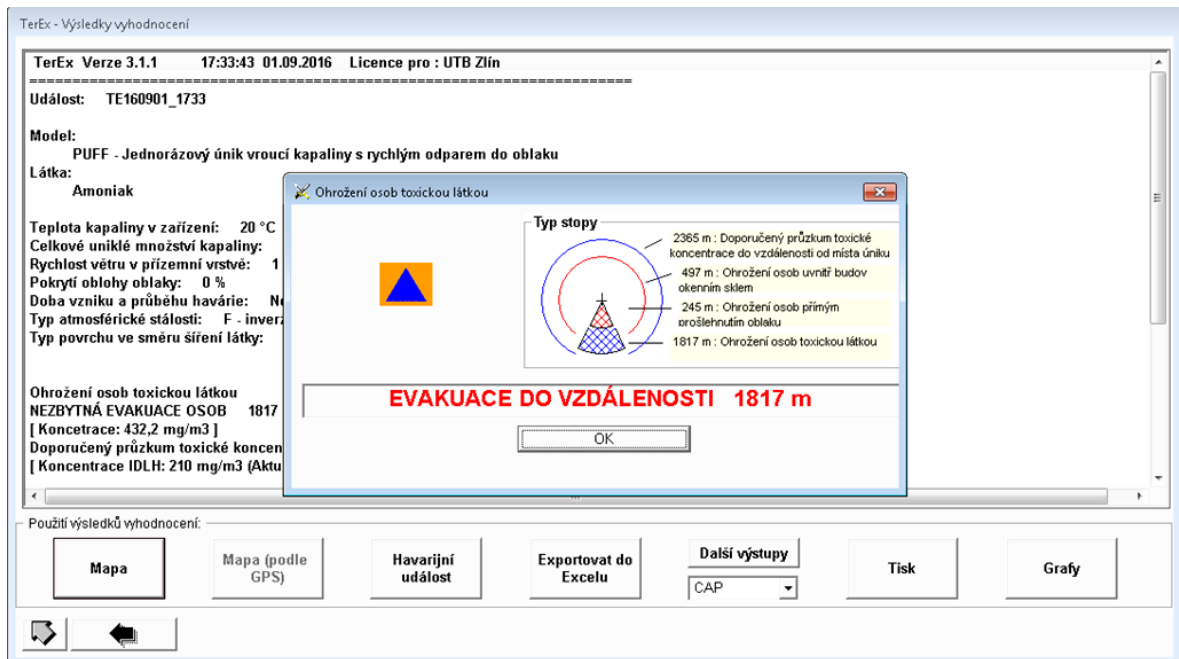 TerEx - Výsledky vyhodnocení
TerEx Verze 3.1.1 17:33:43 01.09.2016 Licence pro : UTB Zlín
Událost: TE160901_1733
Model:
PUFF - Jednorázový únik vroucí kapaliny s rychlým odparem do oblaku
Látka:
Amoniak
Teplota kapaliny v zařízení: 20 °C
Celkové uniklé množství kapaliny:
Rychlost větru v přízemní vrstvě: 1
Pokrytí oblohy oblaky: 0 %
Doba vzniku a průběhu havárie:
Typ atmosférické stálosti: F - inverz
Typ povrchu ve směru šíření látky:
Ohrožení osob toxickou látkou
NEZBYTNÁ EVAKUACE OSOB 1817
[ Koncetrace: 432,2 mg/m3 ]
Doporučený průzkum toxické koncen
[ Koncentrace IDLH: 210 mg/m3 (Aktu
Ohrožení osob toxickou látkou
Typ stopy
2365 m : Doporučený průzkum toxické
koncentrace do vzdálenosti od místa úniku
497 m : Ohrožení osob uvnitř budov
okenním sklem
245 m : Ohrožení osob přímým
prošlehnutím oblaku
1817 m : Ohrožení osob toxickou látkou
EVAKUACE DO VZDÁLENOSTI 1817 m
OK
Použití výsledků vyhodnocení:
Mapa
Mapa (podle
GPS)
Havarijní
událost
Exportovat do
Excelu
Další výstupy
CAP
Tisk
Grafy